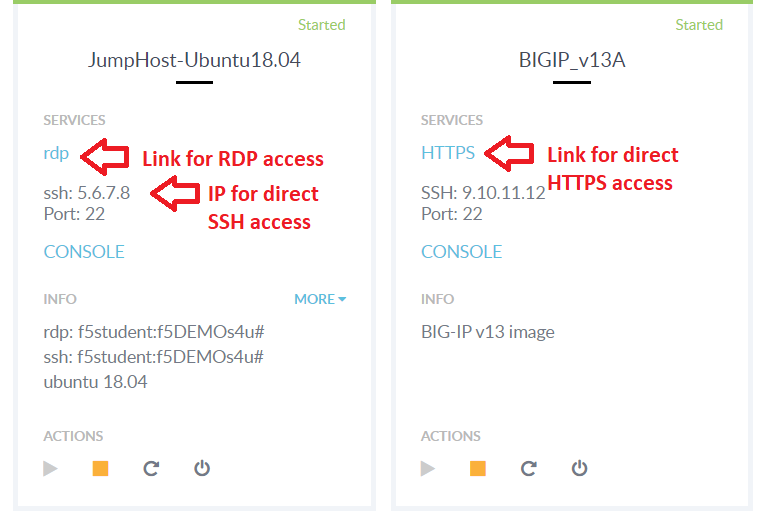 Started
JumpHost-Ubuntu18.04
SERVICES
rdp
Link for RDP access
ssh: 5.6.7.8
IP for direct
SSH access
Port: 22
CONSOLE
INFO
MORE
rdp: f5student:f5DEMOs4u#
ssh: f5student:f5DEMOs4u#
ubuntu 18.04
ACTIONS
Started
BIGIP_v13A
SERVICES
HTTPS
Link for direct
HTTPS access
SSH: 9.10.11.12
Port: 22
CONSOLE
INFO
BIG-IP v13 image
ACTIONS